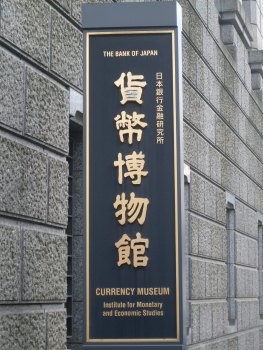 THE BANK OF JAPAN
日本銀行金融研究所
貨幣博物館
CURRENCY MUSEUM
Institute for Monetary
and Economic Studies